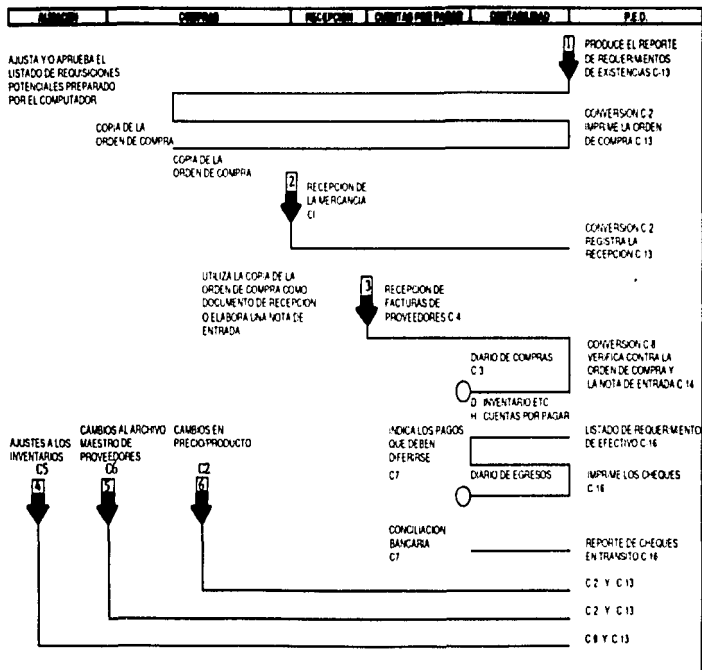 ALMACEN COMPRAS RECEPCION CUENTAS POR PAGAR CONTABILIDAD P.E.D.
1
PRODUCE EL REPORTE
DE REQUERIMIENTOS
DE EXISTENCIAS C-13
AJUSTA Y/O APRUEBA EL
LISTADO DE REQUISICIONES
POTENCIALES PREPARADO
POR EL COMPUTADOR
COPIA DE LA
ORDEN DE COMPRA
CONVERSION C 2
IMPRIME LA ORDEN
DE COMPRA C 13
COPIA DE LA
ORDEN DE COMPRA
2
RECEPCION DE
LA MERCANCIA
C1
CONVERSION C 2
REGISTRA LA
RECEPCION C 13
UTILIZA LA COPIA DE LA
ORDEN DE COMPRA COMO
DOCUMENTO DE RECEPCION
O ELABORA UNA NOTA DE
ENTRADA
3
RECEPCION DE
FACTURAS DE
PROVEEDORES C 4
CONVERSION C 8
VERIFICA CONTRA LA
ORDEN DE COMPRA Y
LA NOTA DE ENTRADA C 14
DIARIO DE COMPRAS
C 3
D INVENTARIO ETC
H CUENTAS POR PAGAR
AJUSTES A LOS
INVENTARIOS
C5
4
CAMBIOS AL ARCHIVO
MAESTRO DE
PROVEEDORES
C6
5
CAMBIOS EN
PRECIO/PRODUCTO
C2
6
INDICA LOS PAGOS
QUE DEBEN
DIFERIRSE
C7
LISTADO DE REQUERIMIENTO
DE EFECTIVO C 16
DIARIO DE EGRESOS
IMPRIME LOS CHEQUES
C 16
CONCILIACION
BANCARIA
C7
REPORTE DE CHEQUES
EN TRANSITO C 16
C 2 Y C 13
C 2 Y C 13
C 8 Y C 13